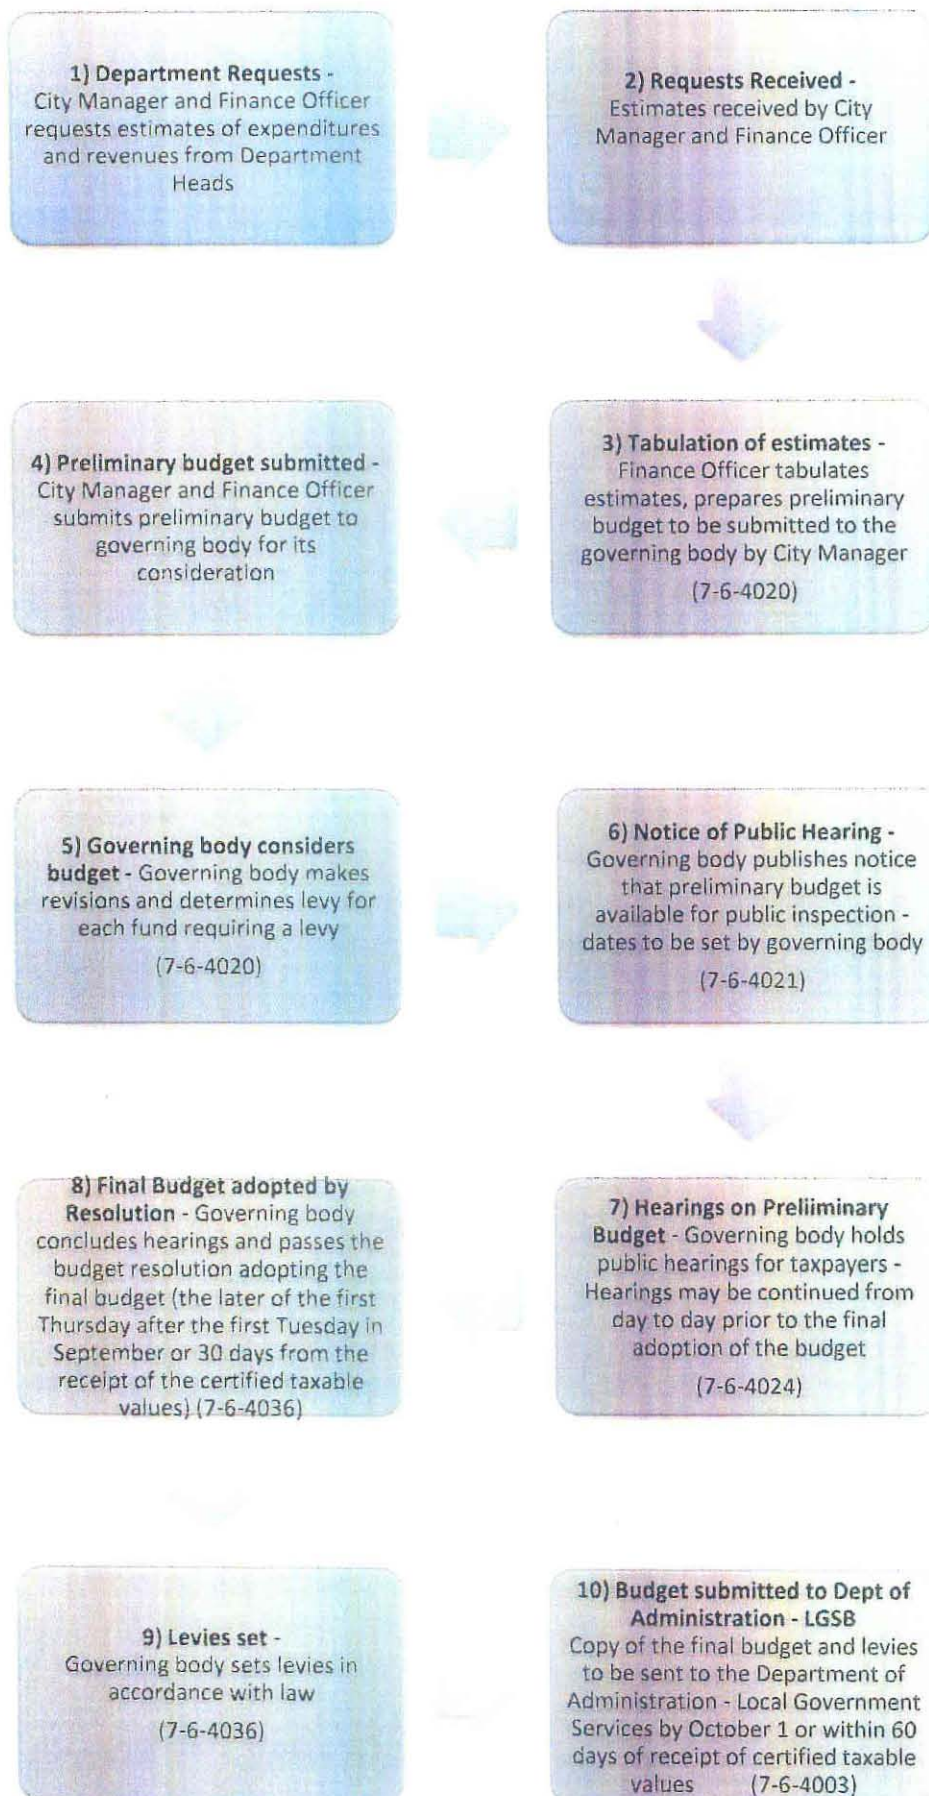 1) Department Requests -
City Manager and Finance Officer
requests estimates of expenditures
and revenues from Department
Heads
2) Requests Received -
Estimates received by City
Manager and Finance Officer
3) Tabulation of estimates -
Finance Officer tabulates
estimates, prepares preliminary
budget to be submitted to the
governing body by City Manager
(7-6-4020)
4) Preliminary budget submitted -
City Manager and Finance Officer
submits preliminary budget to
governing body for its
consideration
5) Governing body considers
budget - Governing body makes
revisions and determines levy for
each fund requiring a levy
(7-6-4020)
6) Notice of Public Hearing -
Governing body publishes notice
that preliminary budget is
available for public inspection -
dates to be set by governing body
(7-6-4021)
7) Hearings on Preliiminary
Budget - Governing body holds
public hearings for taxpayers -
Hearings may be continued from
day to day prior to the final
adoption of the budget
(7-6-4024)
8) Final Budget adopted by
Resolution - Governing body
concludes hearings and passes the
budget resolution adopting the
final budget (the later of the first
Thursday after the first Tuesday in
September or 30 days from the
receipt of the certified taxable
values) (7-6-4036)
9) Levies set -
Governing body sets levies in
accordance with law
(7-6-4036)
10) Budget submitted to Dept of
Administration - LGSB
Copy of the final budget and levies
to be sent to the Department of
Administration - Local Government
Services by October 1 or within 60
days of receipt of certified taxable
values (7-6-4003)